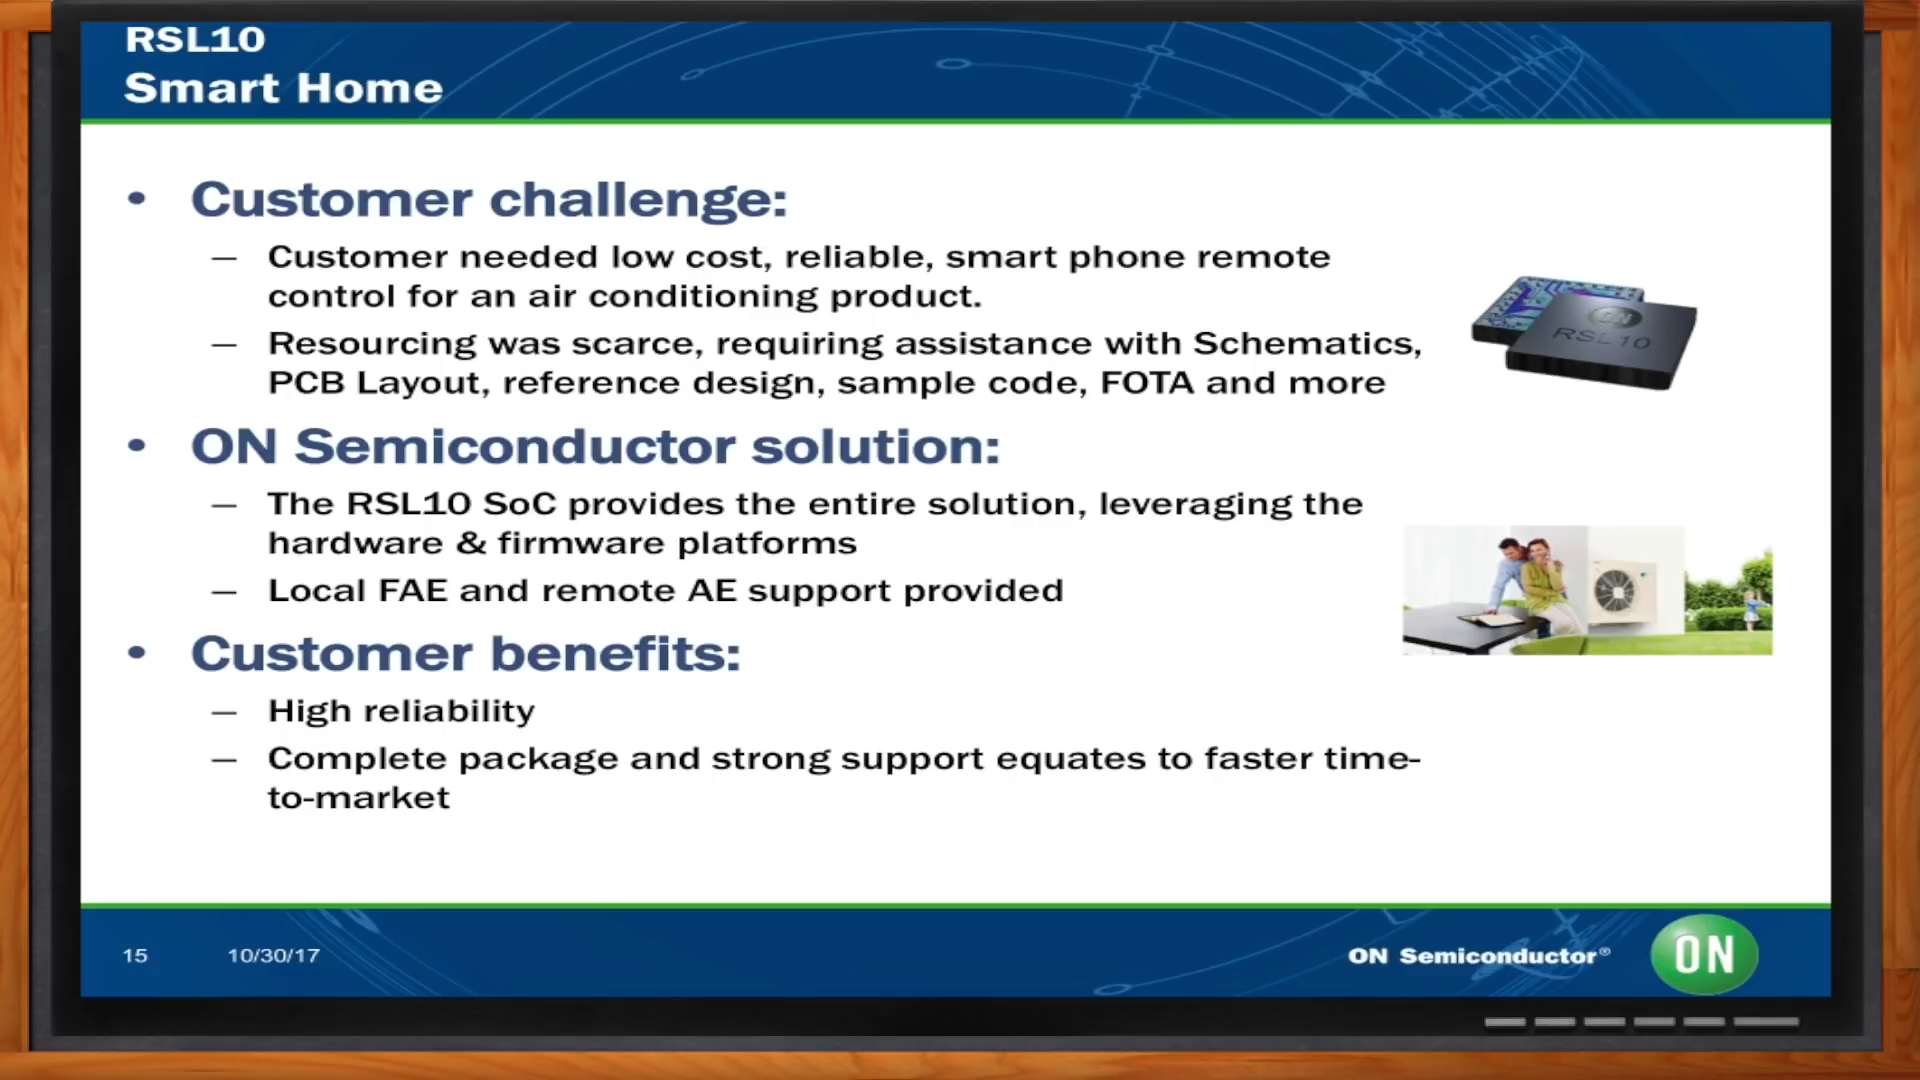 RSL10
Smart Home
• Customer challenge:
– Customer needed low cost, reliable, smart phone remote
control for an air conditioning product.
– Resourcing was scarce, requiring assistance with Schematics,
PCB Layout, reference design, sample code, FOTA and more
ON
RSL10
• ON Semiconductor solution:
– The RSL10 SoC provides the entire solution, leveraging the
hardware & firmware platforms
– Local FAE and remote AE support provided
• Customer benefits:
– High reliability
– Complete package and strong support equates to faster time-
to-market
15 10/30/17 ON Semiconductor® ON